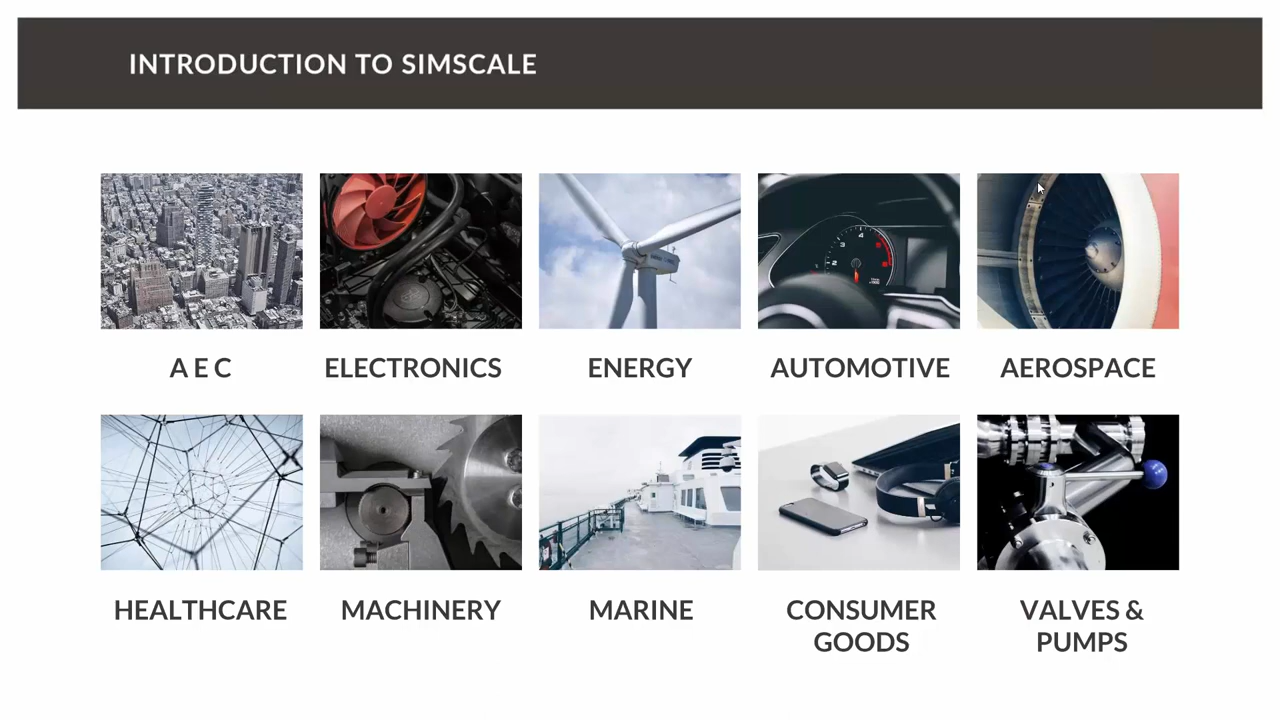 INTRODUCTION TO SIMSCALE
A E C
ELECTRONICS
ENERGY
AUTOMOTIVE
AEROSPACE
HEALTHCARE
MACHINERY
MARINE
CONSUMER
GOODS
VALVES &
PUMPS